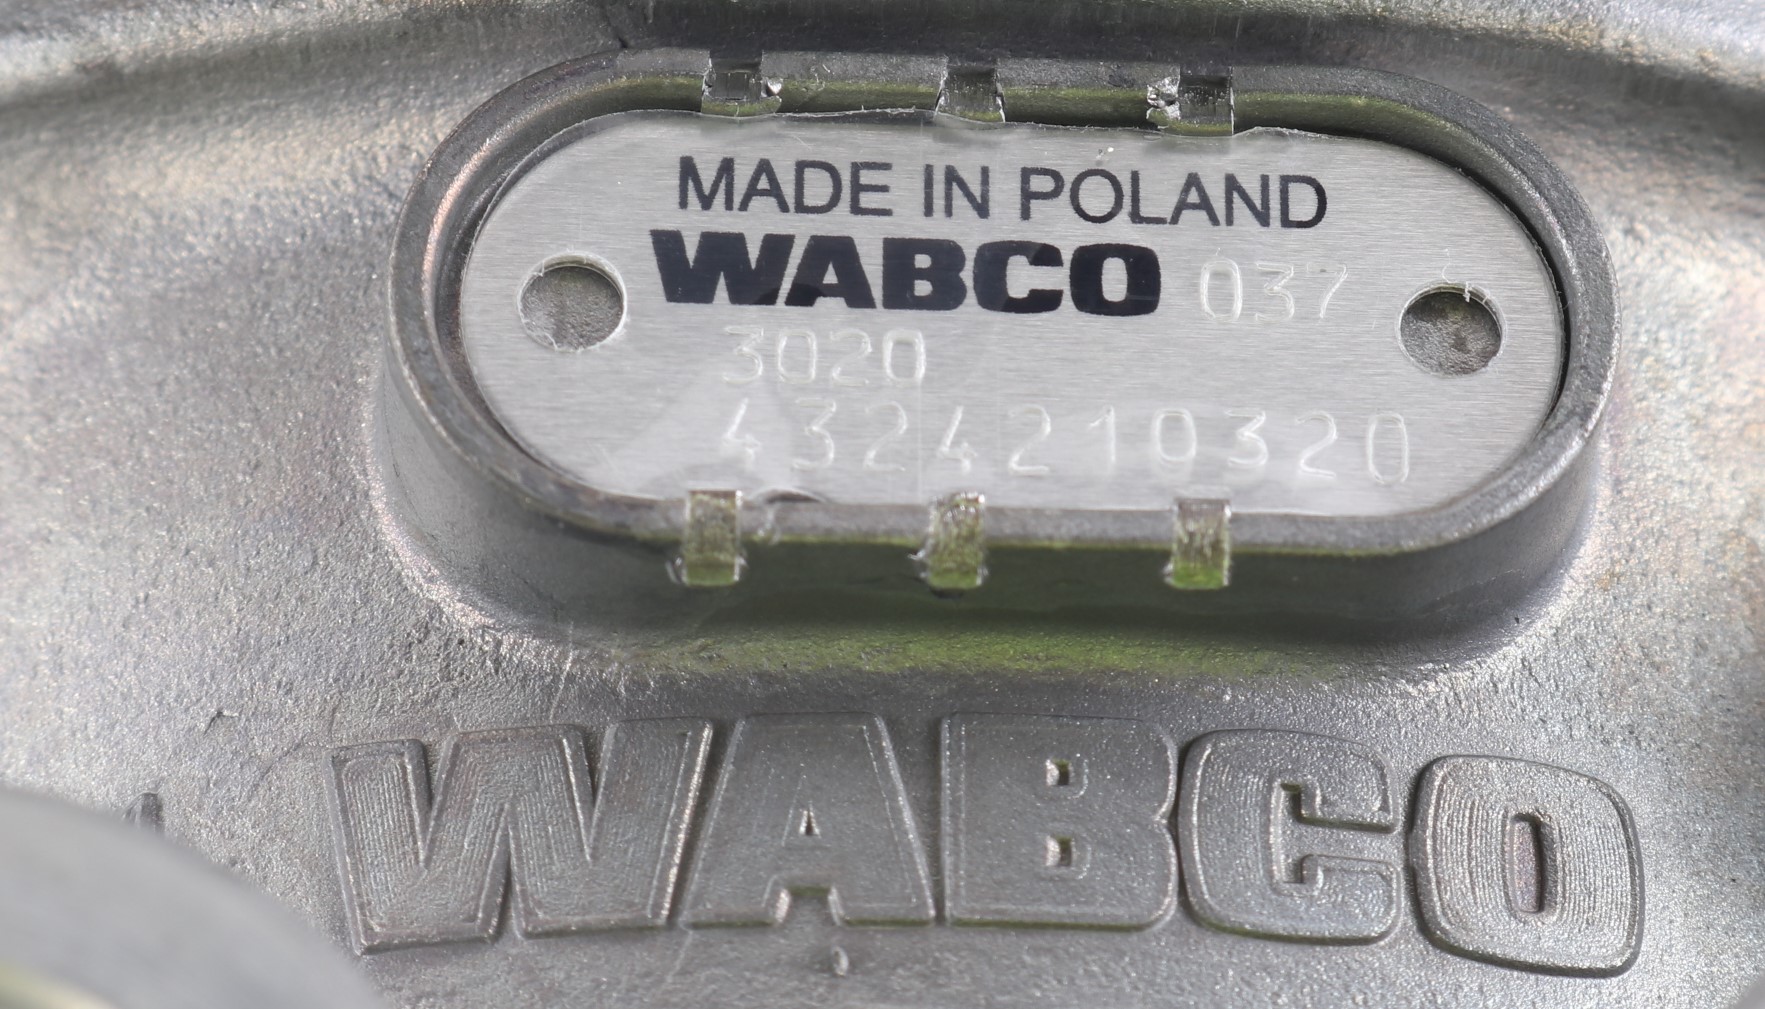 MADE IN POLAND
WABCO 037
3020
4324210320
WABCO